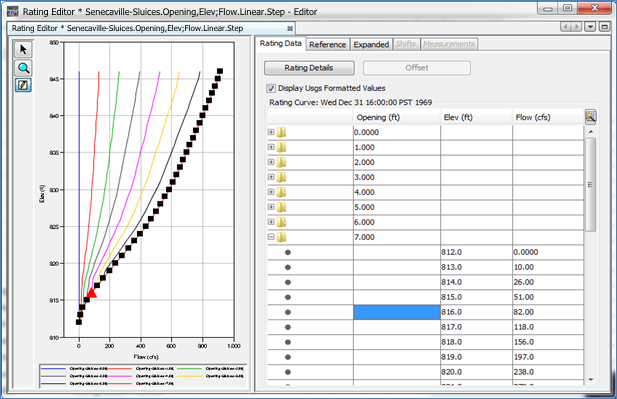 Rating Editor * Senecaville-Sluices.Opening,Elev;Flow.Linear.Step - Editor
Rating Editor * Senecaville-Sluices.Opening,Elev;Flow.Linear.Step
850
845
840
835
830
825
820
815
810
Elev (ft)
0 200 400 600 800 1,000
Flow (cfs)
Rating Data Reference Expanded Shifts Measurements
Rating Details Offset
Display Usgs Formatted Values
Rating Curve: Wed Dec 31 16:00:00 PST 1969
Opening (ft) Elev (ft) Flow (cfs)
0.0000
1.000
2.000
3.000
4.000
5.000
6.000
7.000
812.0 0.0000
813.0 10.00
814.0 26.00
815.0 51.00
816.0 82.00
817.0 118.0
818.0 156.0
819.0 197.0
820.0 238.0